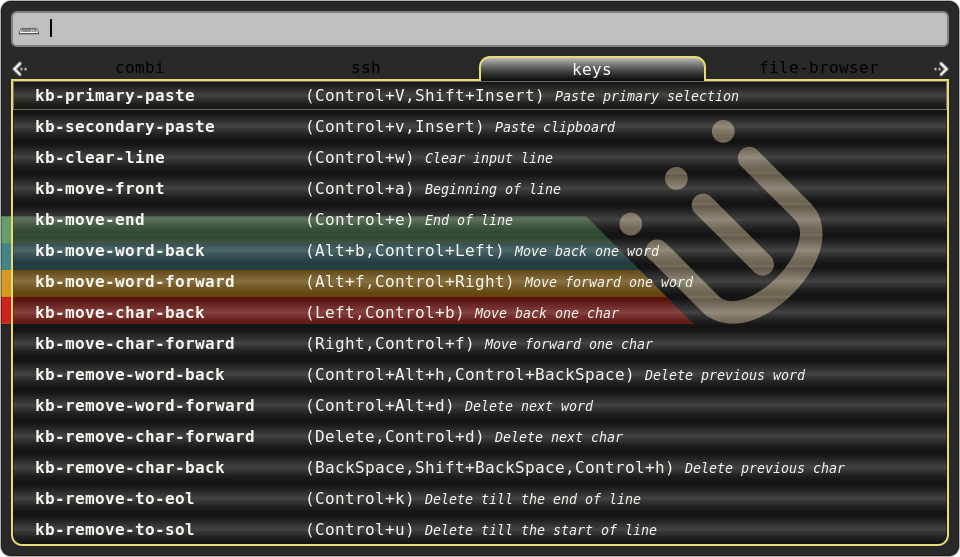 combi ssh keys file-browser
kb-primary-paste (Control+V,Shift+Insert) Paste primary selection
kb-secondary-paste (Control+v,Insert) Paste clipboard
kb-clear-line (Control+w) Clear input line
kb-move-front (Control+a) Beginning of line
kb-move-end (Control+e) End of line
kb-move-word-back (Alt+b,Control+Left) Move back one word
kb-move-word-forward (Alt+f,Control+Right) Move forward one word
kb-move-char-back (Left,Control+b) Move back one char
kb-move-char-forward (Right,Control+f) Move forward one char
kb-remove-word-back (Control+Alt+h,Control+BackSpace) Delete previous word
kb-remove-word-forward (Control+Alt+d) Delete next word
kb-remove-char-forward (Delete,Control+d) Delete next char
kb-remove-char-back (BackSpace,Shift+BackSpace,Control+h) Delete previous char
kb-remove-to-eol (Control+k) Delete till the end of line
kb-remove-to-sol (Control+u) Delete till the start of line